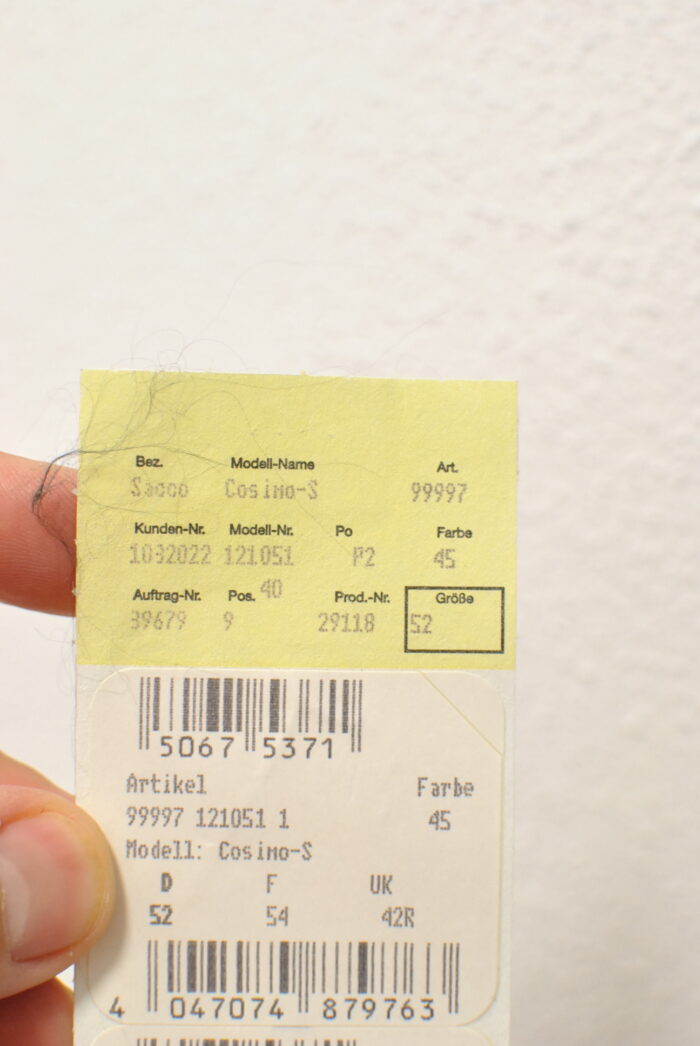 Bez. Modell-Name Art.
Sacco Cosimo-S 99997
Kunden-Nr. Modell-Nr. Po Farbe
1032022 121051 P2 45
Auftrag-Nr. Pos. 40 Prod.-Nr. Größe
39679 9 29118 52
5067 5371
Artikel Farbe
99997 121051 1 45
Modell: Cosimo-S
D F UK
52 54 42R
4 047074 879763